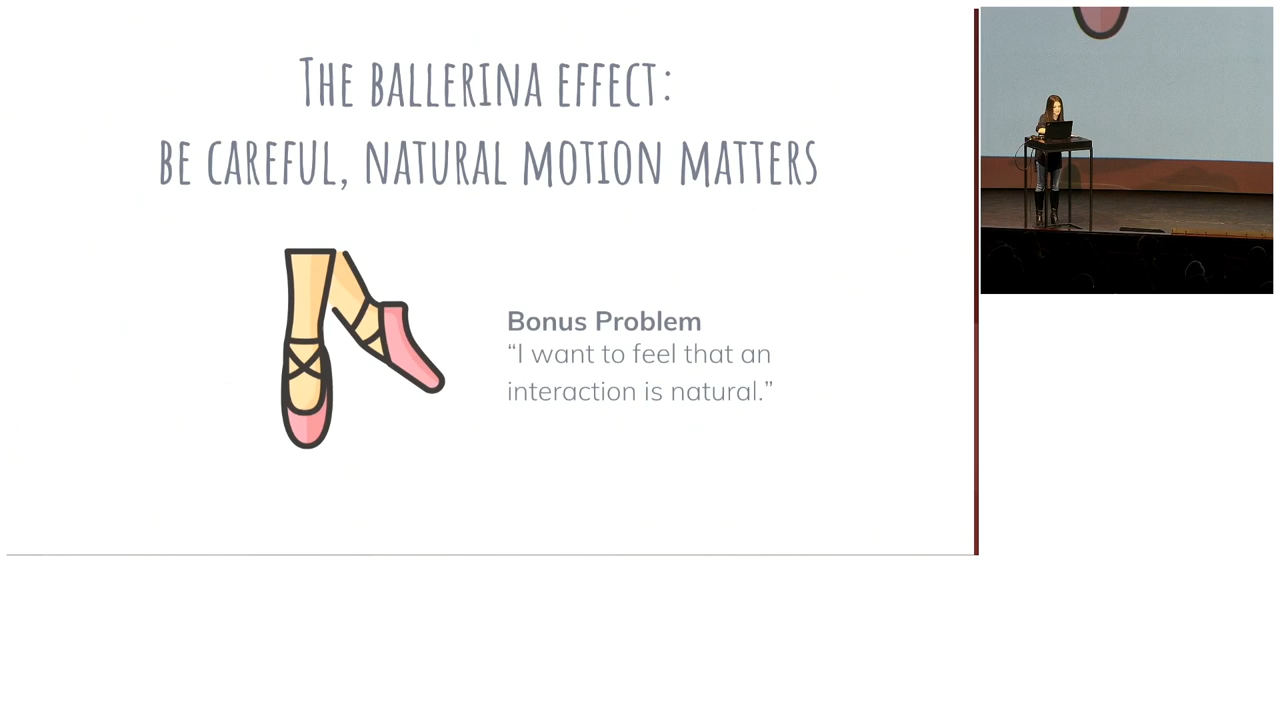 The ballerina effect:
be careful, natural motion matters
Bonus Problem
“I want to feel that an
interaction is natural.”